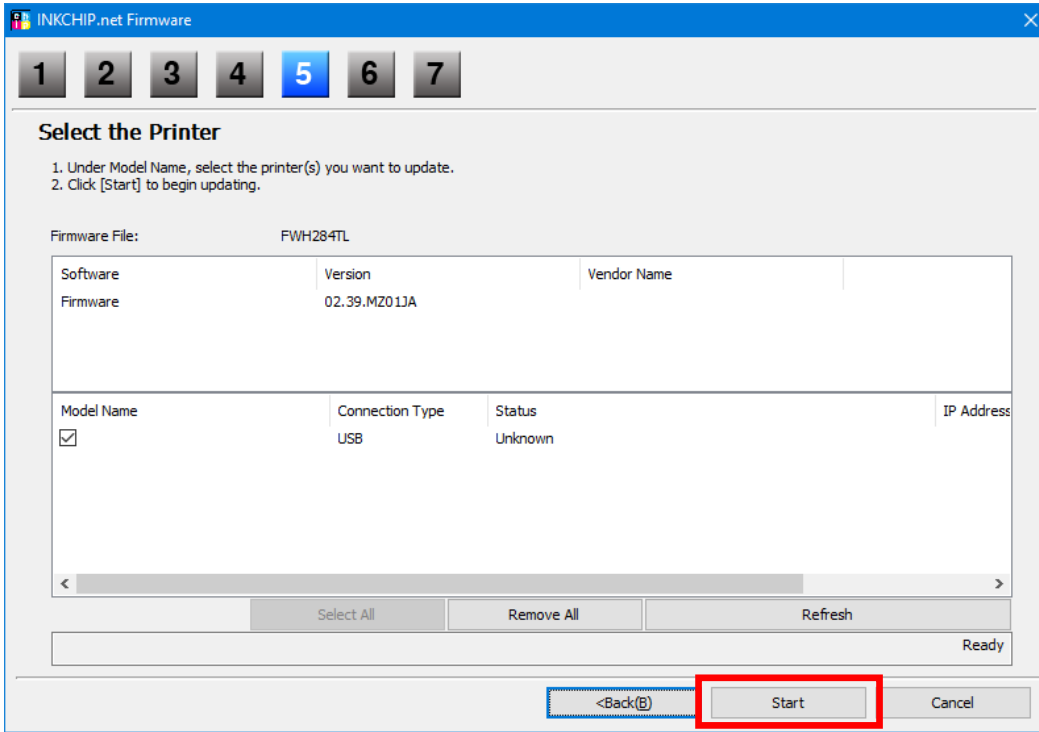 INKCHIP.net Firmware
1 2 3 4 5 6 7
Select the Printer
1. Under Model Name, select the printer(s) you want to update.
2. Click [Start] to begin updating.
Firmware File: FWH284TL
Software Version Vendor Name
Firmware 02.39.MZ01JA
Model Name Connection Type Status IP Address
USB Unknown
Select All Remove All Refresh
Ready
<Back(B) Start Cancel